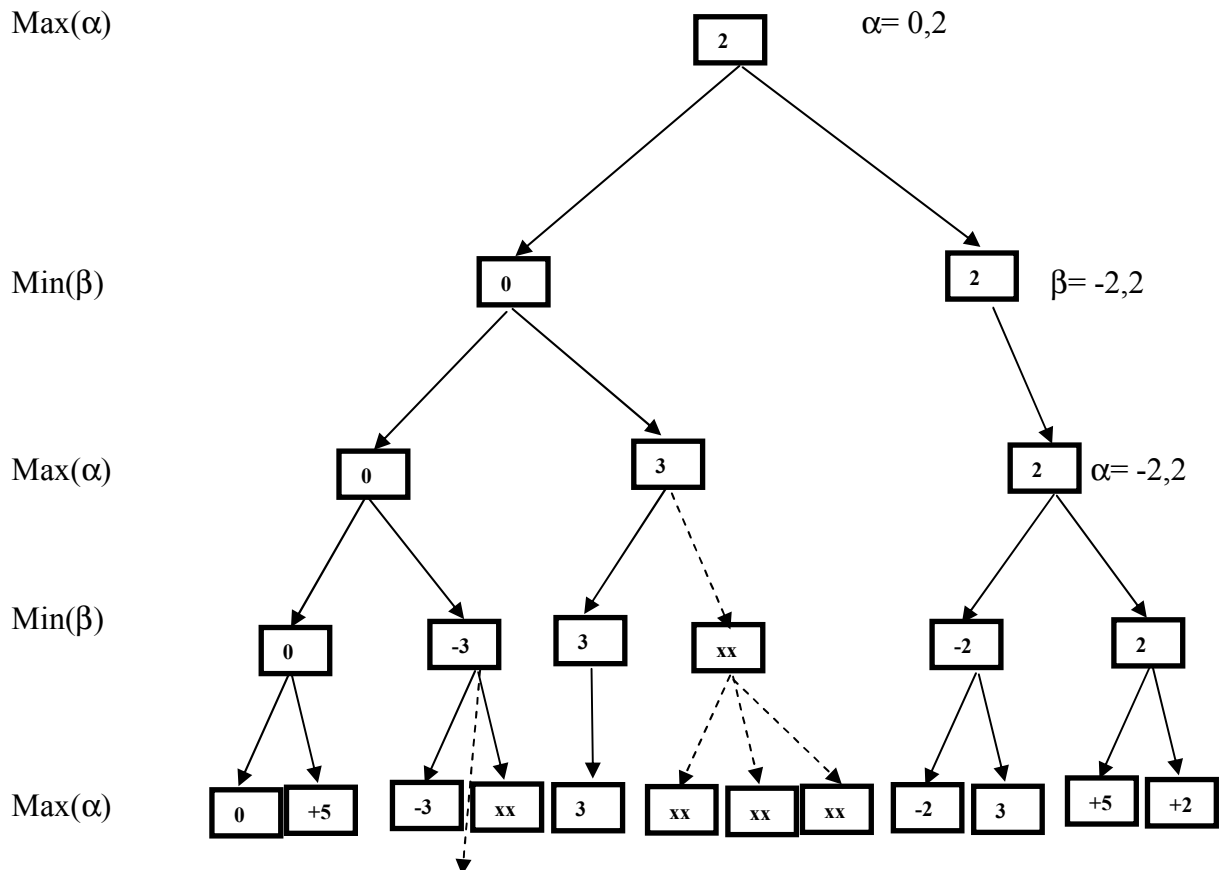 Max(α) 2 α= 0,2
Min(β) 0 2 β= -2,2
Max(α) 0 3 2 α= -2,2
Min(β) 0 -3 3 xx -2 2
Max(α) 0 +5 -3 xx 3 xx xx xx -2 3 +5 +2